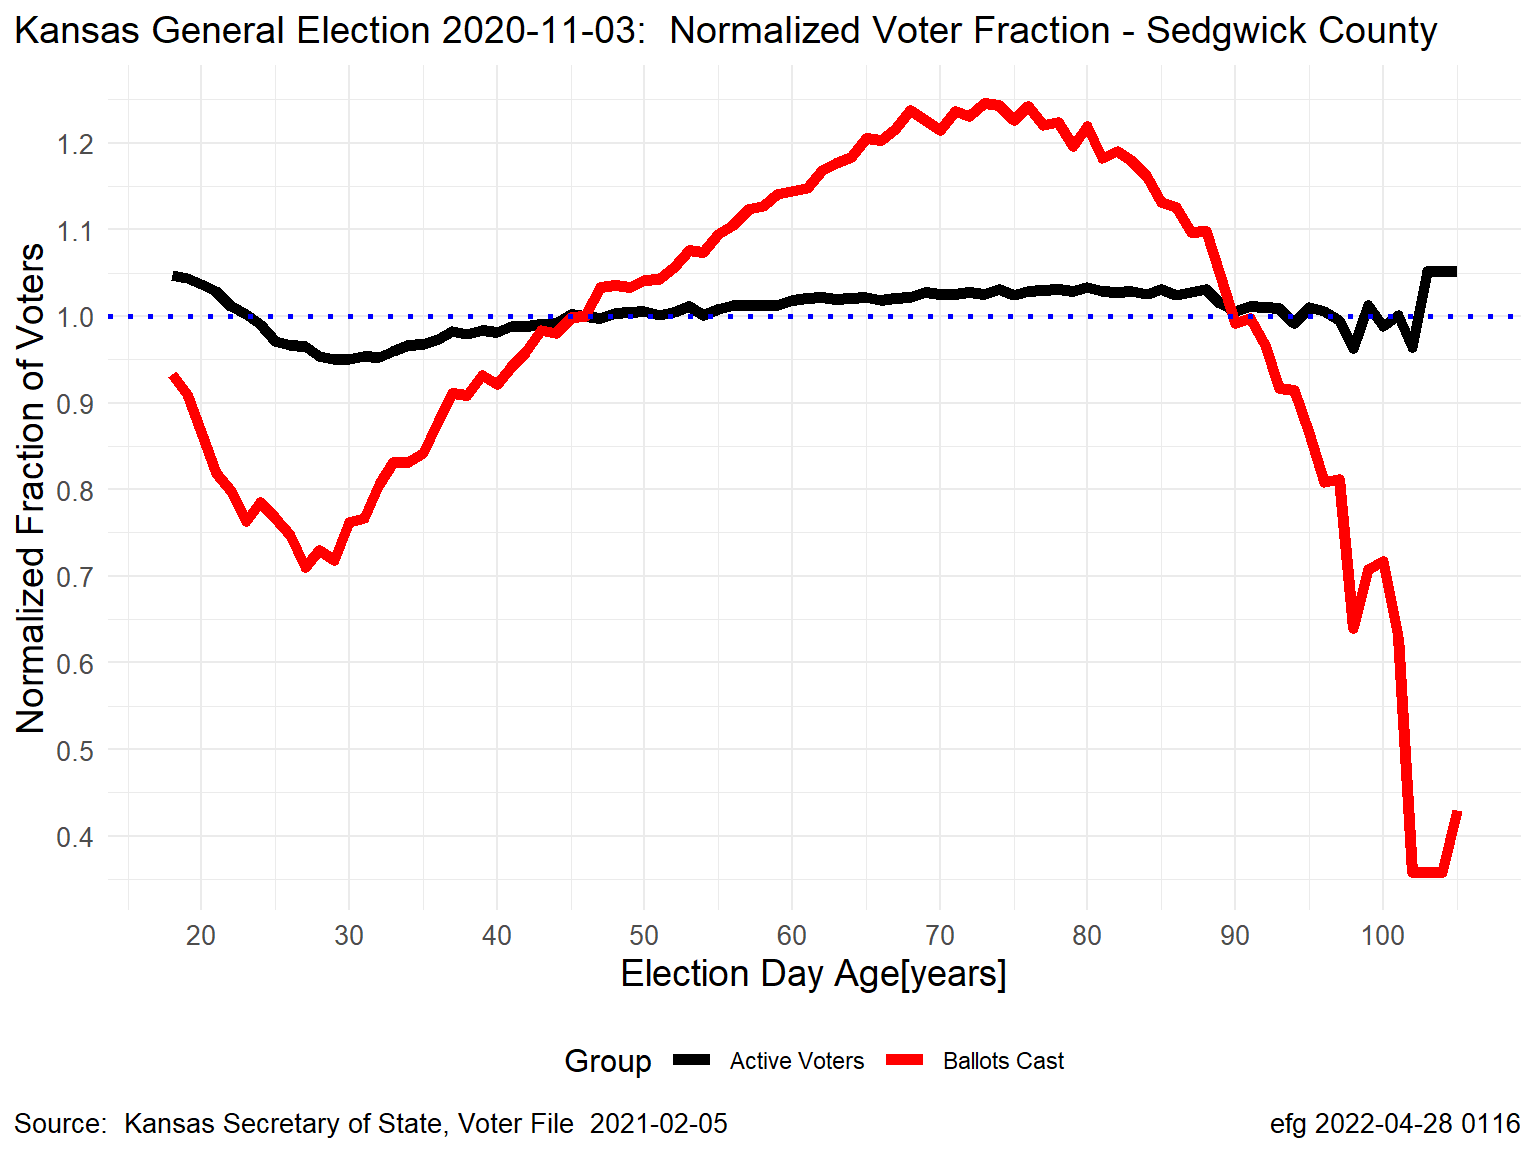 Kansas General Election 2020-11-03:  Normalized Voter Fraction - Sedgwick County
Normalized Fraction of Voters
1.2
1.1
1.0
0.9
0.8
0.7
0.6
0.5
0.4
20 30 40 50 60 70 80 90 100
Election Day Age[years]
Group Active Voters Ballots Cast
Source:  Kansas Secretary of State, Voter File  2021-02-05 efg 2022-04-28 0116